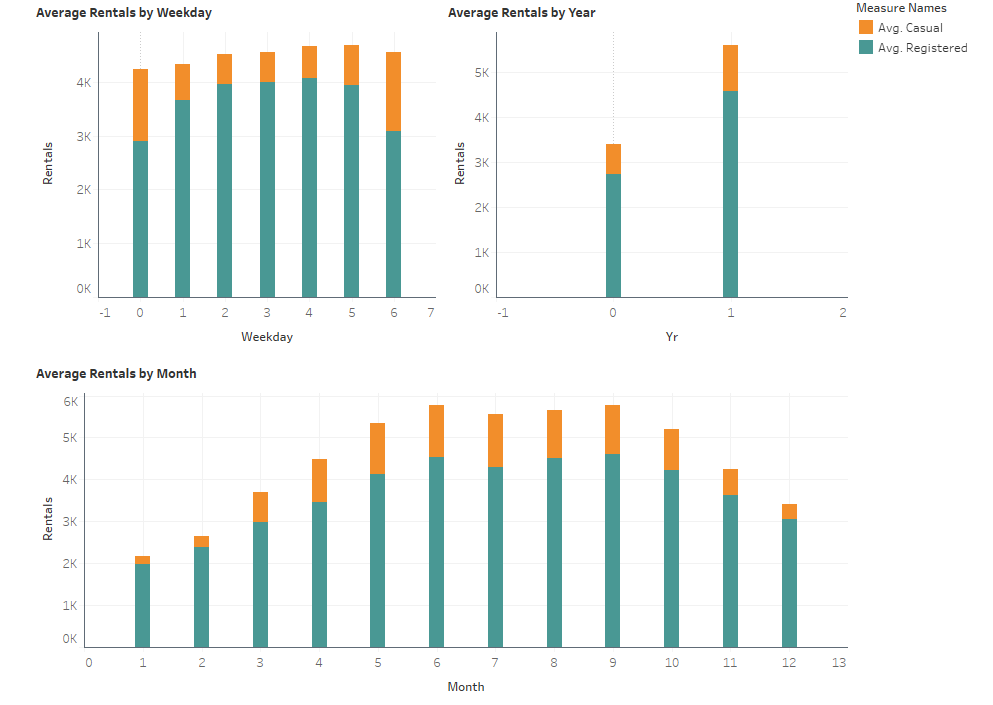 Average Rentals by Weekday
4K
3K
2K
1K
0K
Rentals
-1 0 1 2 3 4 5 6 7
Weekday
Average Rentals by Year
5K
4K
3K
2K
1K
0K
Rentals
-1 0 1 2
Yr
Measure Names
Avg. Casual
Avg. Registered
Average Rentals by Month
6K
5K
4K
3K
2K
1K
0K
Rentals
0 1 2 3 4 5 6 7 8 9 10 11 12 13
Month